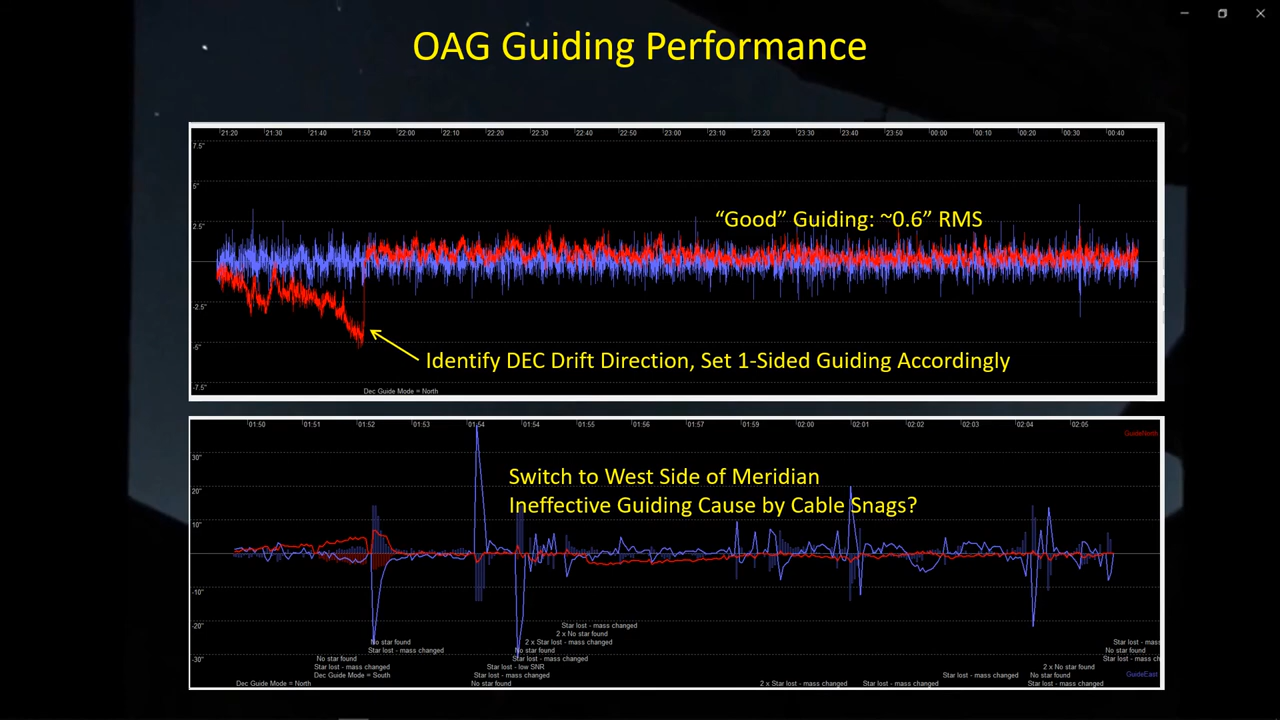 OAG Guiding Performance
21:20 21:30 21:40 21:50 22:00 22:10 22:20 22:30 22:40 22:50 23:00 23:10 23:20 23:30 23:40 23:50 00:00 00:10 00:20 00:30 00:40
7.5"
5"
2.5"
“Good” Guiding: ~0.6” RMS
-2.5"
-5"
Identify DEC Drift Direction, Set 1-Sided Guiding Accordingly
-7.5"
Dec Guide Mode = North
01:50 01:51 01:52 01:54 01:54 01:55 01:56 01:57 01:59 02:00 02:01 02:02 02:03 02:04 02:05
GuideNorth
30"
Switch to West Side of Meridian
20"
Ineffective Guiding Cause by Cable Snags?
10"
-10"
-20"
Star lost - mass changed
2 x No star found
No star found
2 x Star lost - mass changed
Star lost - mass ch
Star lost - mass changed
No star found
No star found
-30"
No star found
Star lost - mass changed
Star lost - mass ch
Star lost - mass changed
Star lost - low SNR
2 x No star found
Dec Guide Mode = South
Star lost - mass changed
Star lost - mass changed
No star found
GuideEast
Dec Guide Mode = North
No star found
2 x Star lost - mass changed
Star lost - mass changed
Star lost - mass changed